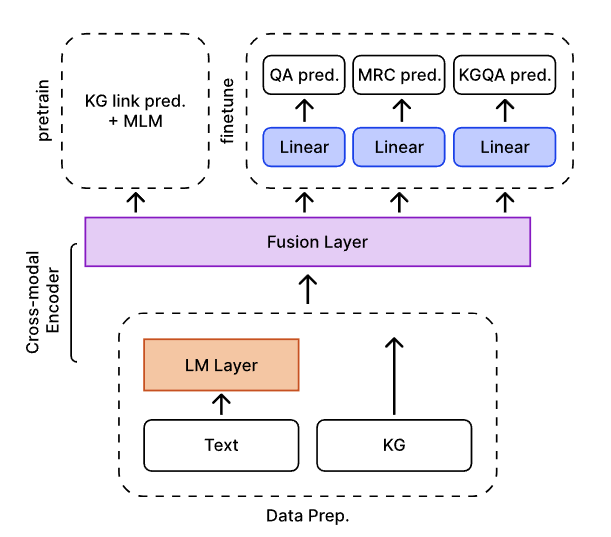 pretrain
KG link pred.
+ MLM
finetune
QA pred.
MRC pred.
KGQA pred.
Linear
Linear
Linear
Fusion Layer
Cross-modal
Encoder
LM Layer
Text
KG
Data Prep.